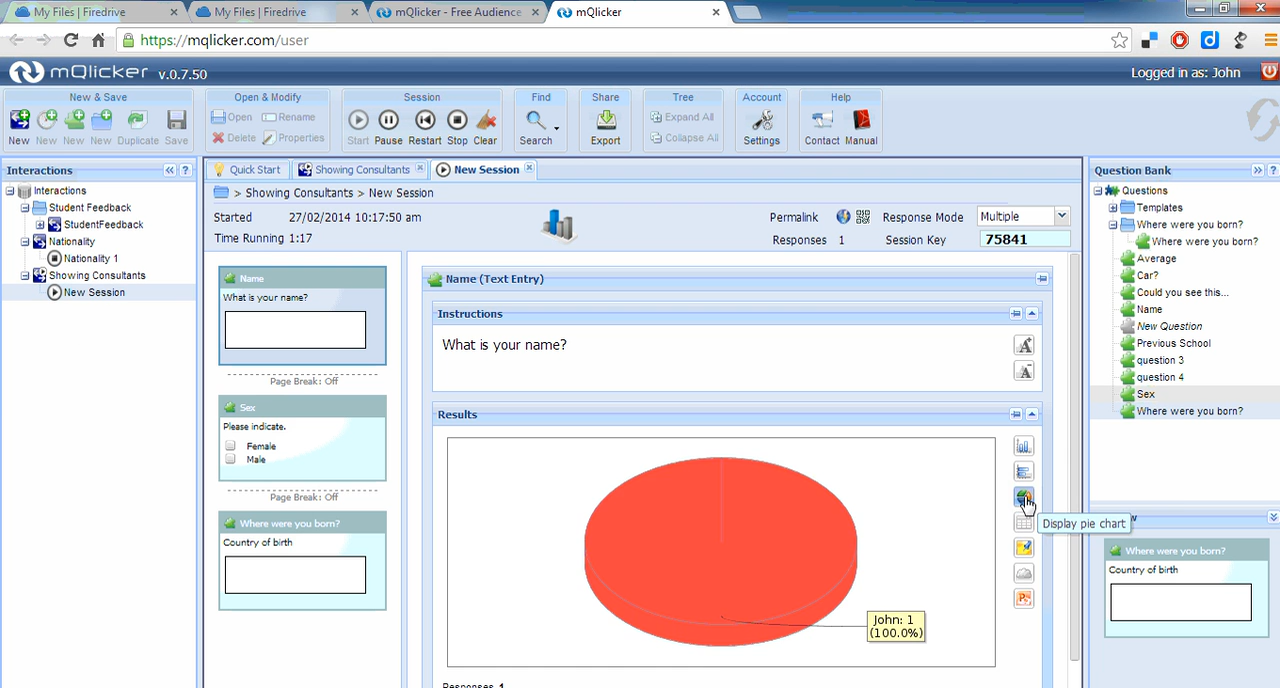 My Files | Firedrive
My Files | Firedrive
mQlicker - Free Audience
mQlicker
https://mqlicker.com/user
mQlicker v.0.7.50
Logged in as: John
New & Save
Open & Modify
Session
Find
Share
Tree
Account
Help
Open
Rename
Expand All
Delete
Properties
Collapse All
New
New
New
New
Duplicate
Save
Start
Pause
Restart
Stop
Clear
Search
Export
Settings
Contact
Manual
Interactions
Interactions
Student Feedback
StudentFeedback
Nationality
Nationality 1
Showing Consultants
New Session
Quick Start
Showing Consultants
New Session
> Showing Consultants > New Session
Started 27/02/2014 10:17:50 am
Time Running 1:17
Permalink
Response Mode
Multiple
Responses 1
Session Key
75841
Name
What is your name?
Page Break: Off
Sex
Please indicate.
Female
Male
Page Break: Off
Where were you born?
Country of birth
Name (Text Entry)
Instructions
What is your name?
A
A
Results
John: 1
(100.0%)
Display pie chart
Responses 1
Question Bank
Questions
Templates
Where were you born?
Where were you born?
Average
Car?
Could you see this...
Name
New Question
Previous School
question 3
question 4
Sex
Where were you born?
Where were you born?
Country of birth